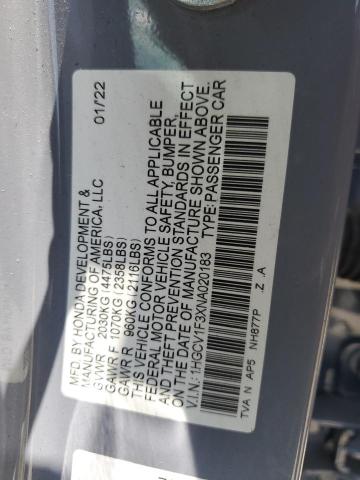 MFD. BY HONDA DEVELOPMENT &
MANUFACTURING OF AMERICA, LLC 01/22
GVWR 2030KG (4475LBS)
GAWR F 1070KG (2358LBS)
GAWR R 960KG (2116LBS)
THIS VEHICLE CONFORMS TO ALL APPLICABLE
FEDERAL MOTOR VEHICLE SAFETY, BUMPER,
AND THEFT PREVENTION STANDARDS IN EFFECT
ON THE DATE OF MANUFACTURE SHOWN ABOVE.
V.I.N.: 1HGCV1F3XNA020183 TYPE:PASSENGER CAR
TVA N AP5 NH877P Z .A